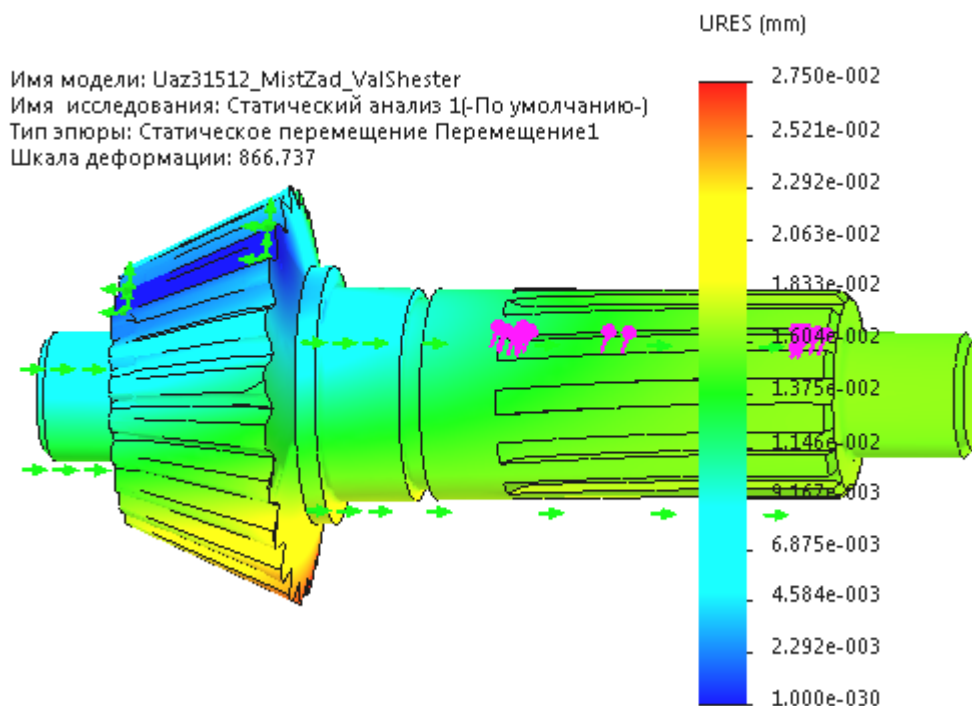 URES (mm)
Имя модели: Uaz31512_MistZad_ValShester
Имя исследования: Статический анализ 1(-По умолчанию-)
Тип эпюры: Статическое перемещение Перемещение1
Шкала деформации: 866.737
2.750e-002
2.521e-002
2.292e-002
2.063e-002
1.833e-002
1.604e-002
1.375e-002
1.146e-002
9.167e-003
6.875e-003
4.584e-003
2.292e-003
1.000e-030